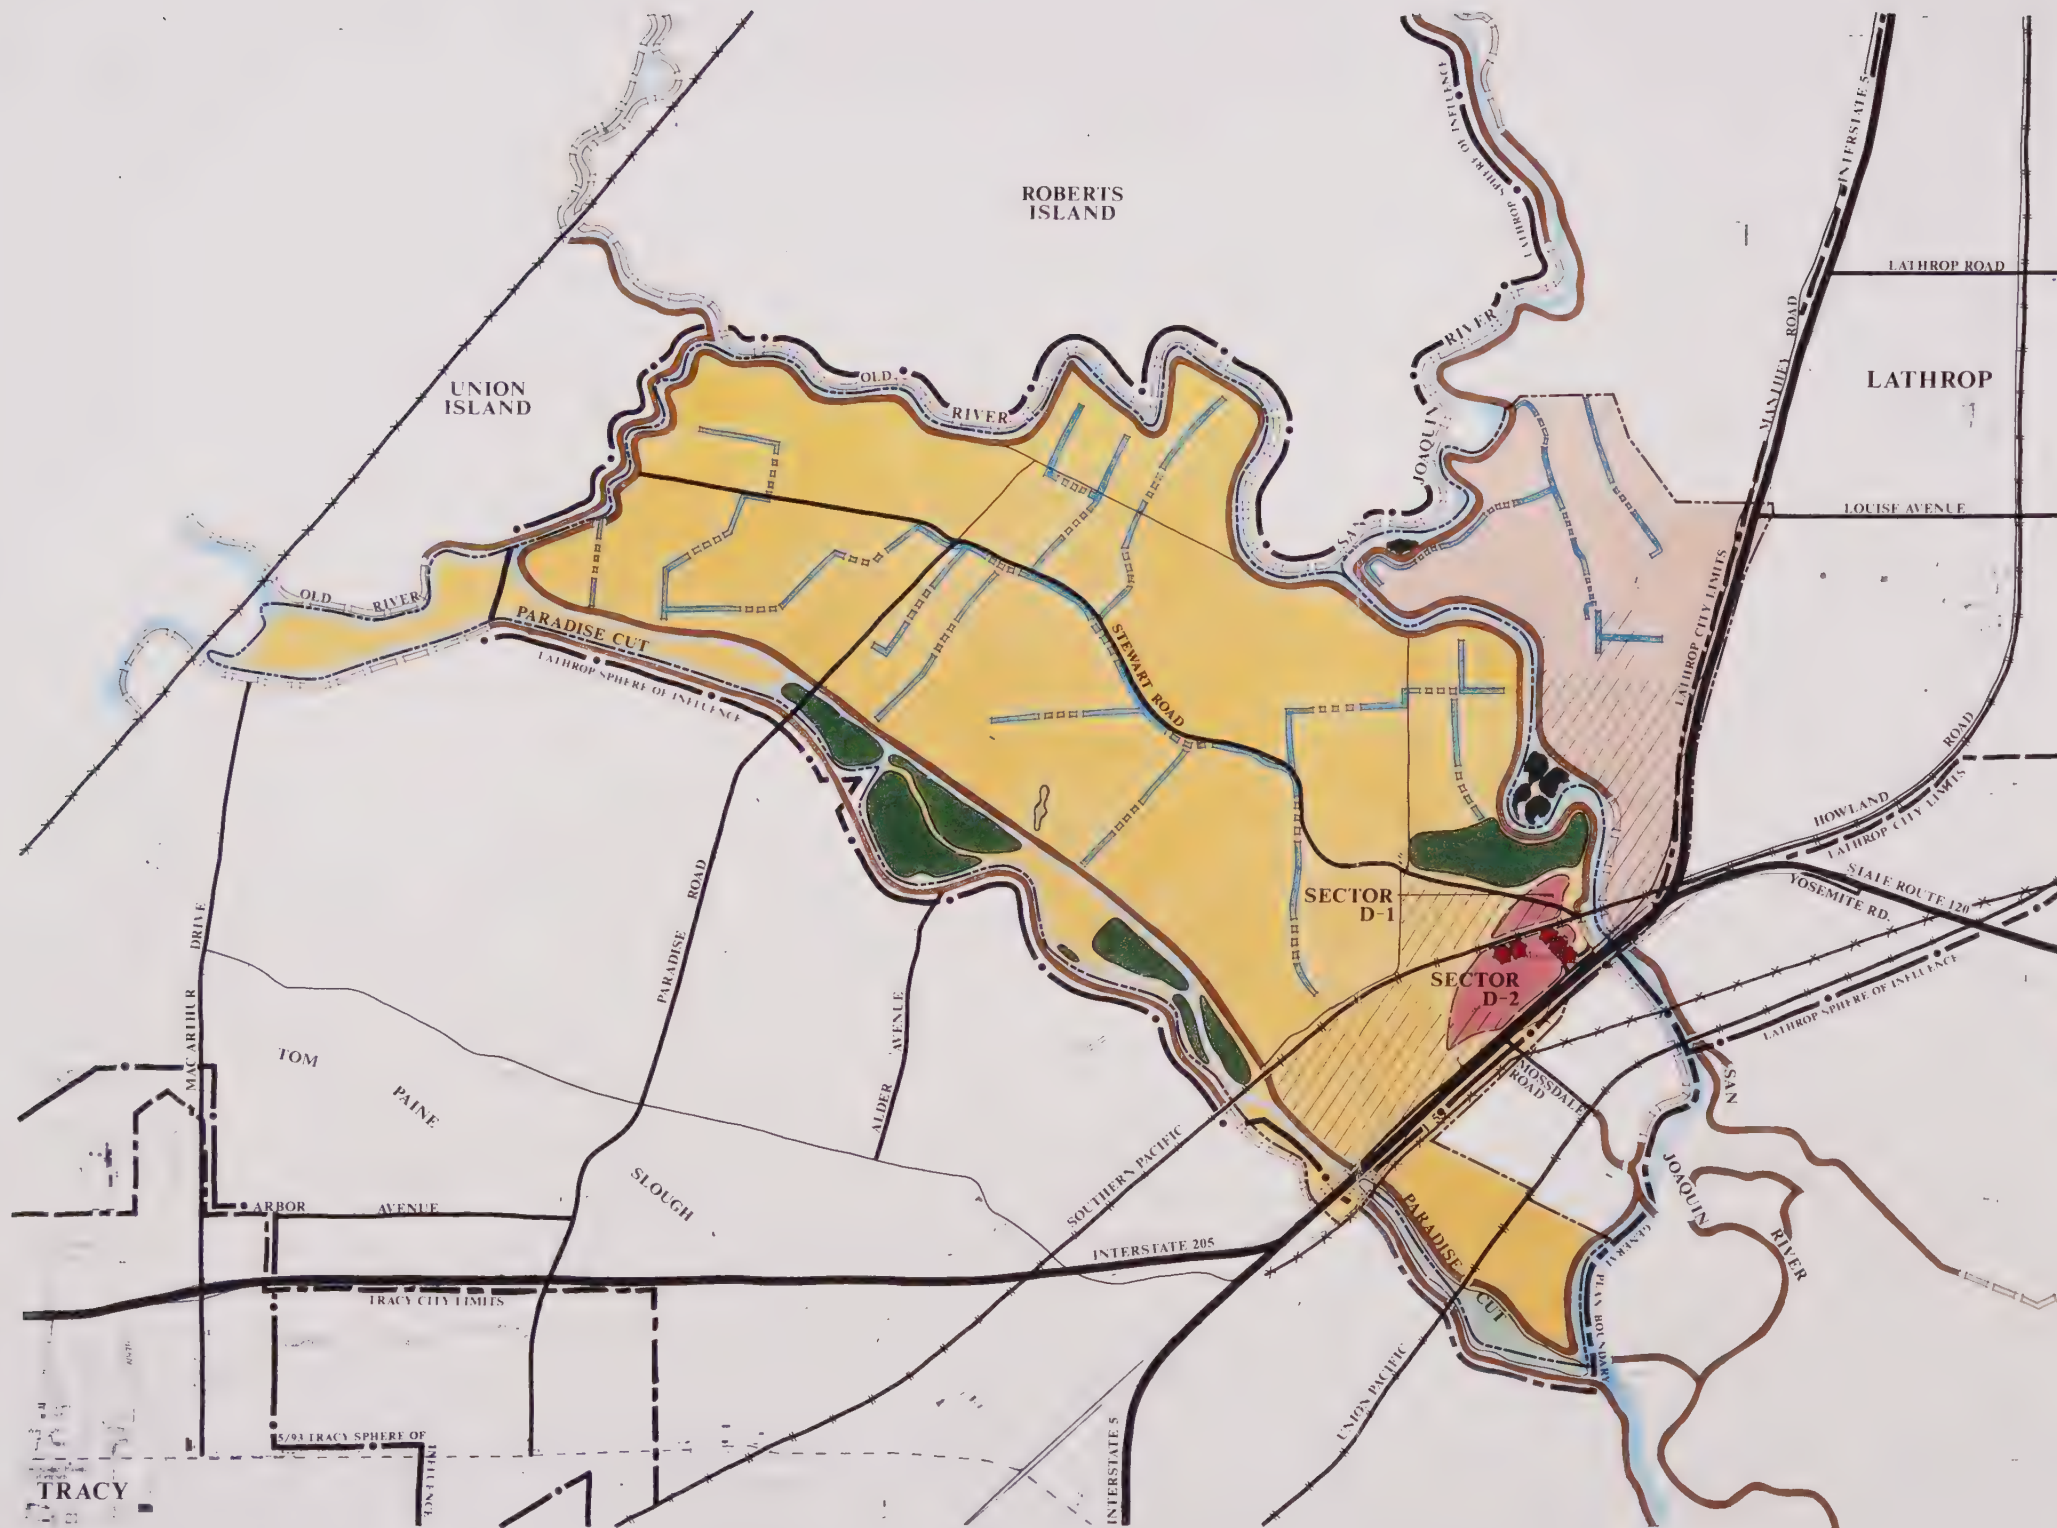 ROBERTS
ISLAND
LATHROP SPHERE OF INFLUENCE
INTERSTATE 5
LATHROP ROAD
MANTHEY ROAD
LATHROP
UNION
ISLAND
OLD
RIVER
JOAQUIN
RIVER
LOUISE AVENUE
OLD RIVER
PARADISE CUT
LATHROP SPHERE OF INFLUENCE
STEWART ROAD
LATHROP CITY LIMITS
HOWLAND ROAD
LATHROP CITY LIMITS
STATE ROUTE 120
YOSEMITE RD.
SECTOR
D-1
SECTOR
D-2
LATHROP SPHERE OF INFLUENCE
MAC ARTHUR DRIVE
PARADISE ROAD
ALDER AVENUE
TOM
PAINE
SLOUGH
MOSSDALE
ROAD
SAN
JOAQUIN
RIVER
5
SOUTHERN PACIFIC
ARBOR
AVENUE
INTERSTATE 205
PARADISE
CUT
GENERAL
PLAN BOUNDARY
TRACY CITY LIMITS
UNION PACIFIC
INTERSTATE 5
5/93 TRACY SPHERE OF
INFLUENCE
TRACY